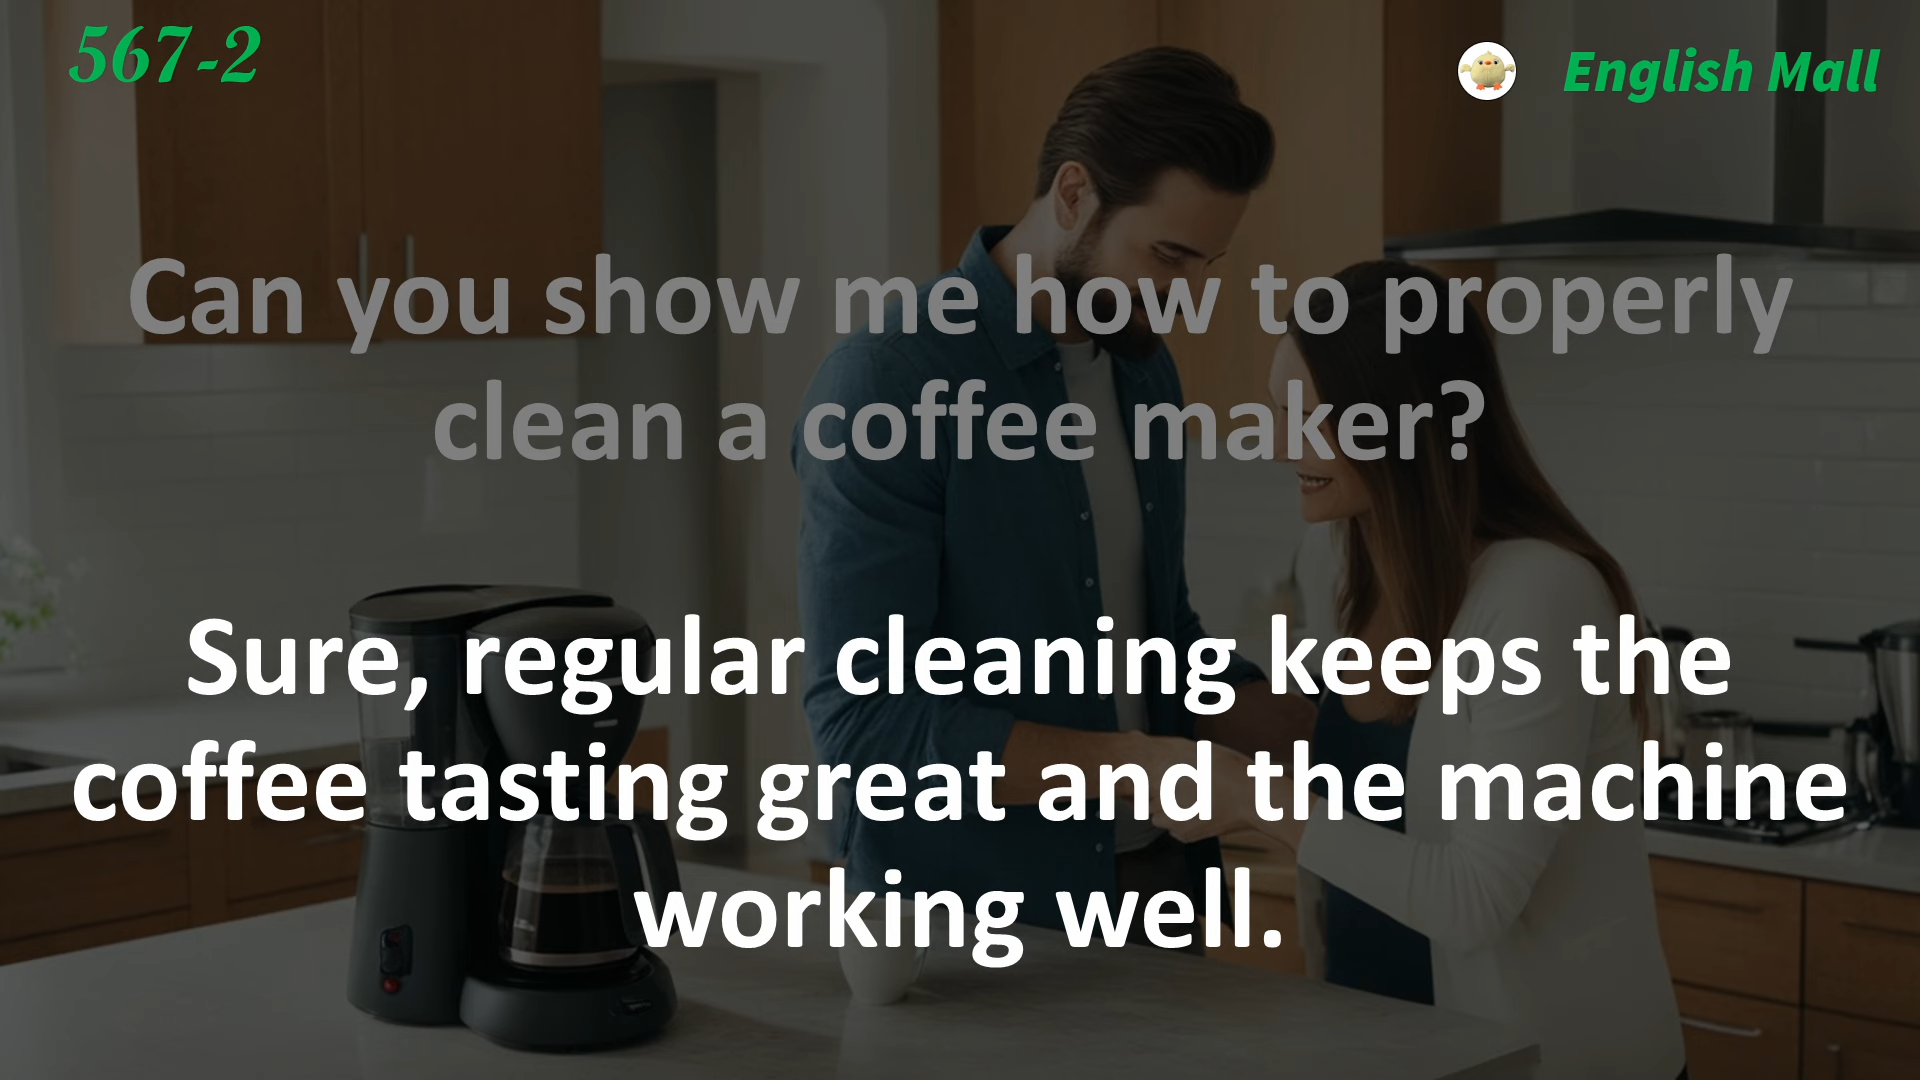 567-2
English Mall
Can you show me how to properly
clean a coffee maker?
Sure, regular cleaning keeps the
coffee tasting great and the machine
working well.